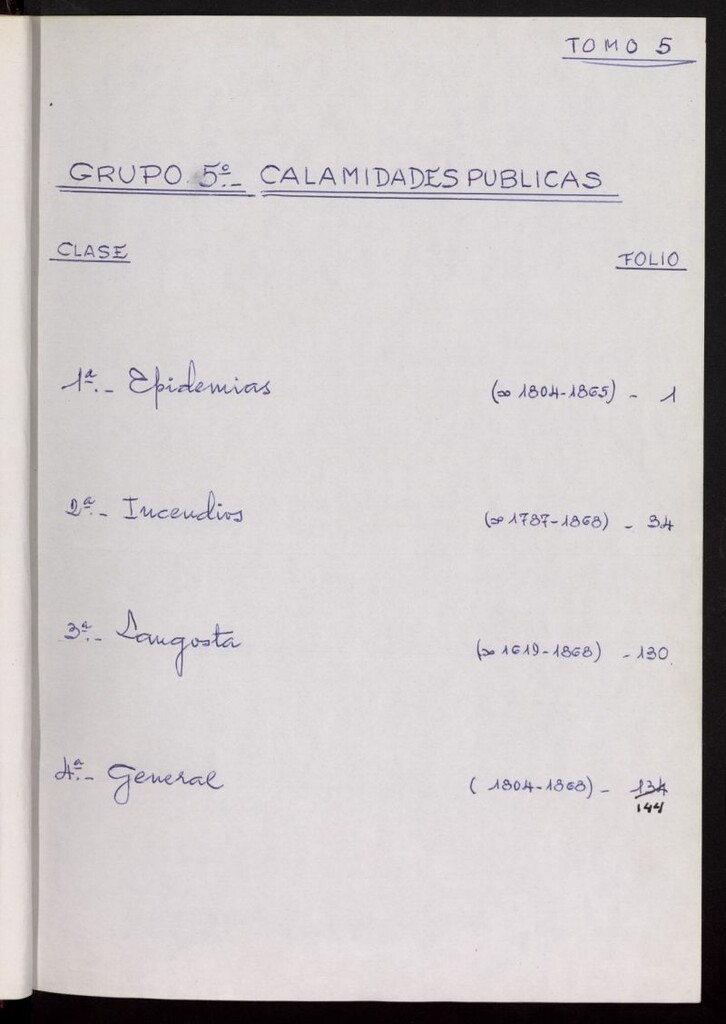 TOMO 5
GRUPO 5º.- CALAMIDADES PUBLICAS
CLASE FOLIO
1ª.- Epidemias (∞ 1804-1865) - 1
2ª.- Incendios (∞ 1787-1868) - 34
3ª.- Langosta (∞ 1619-1868) - 130
4ª.- General (1804-1868) - 134
144